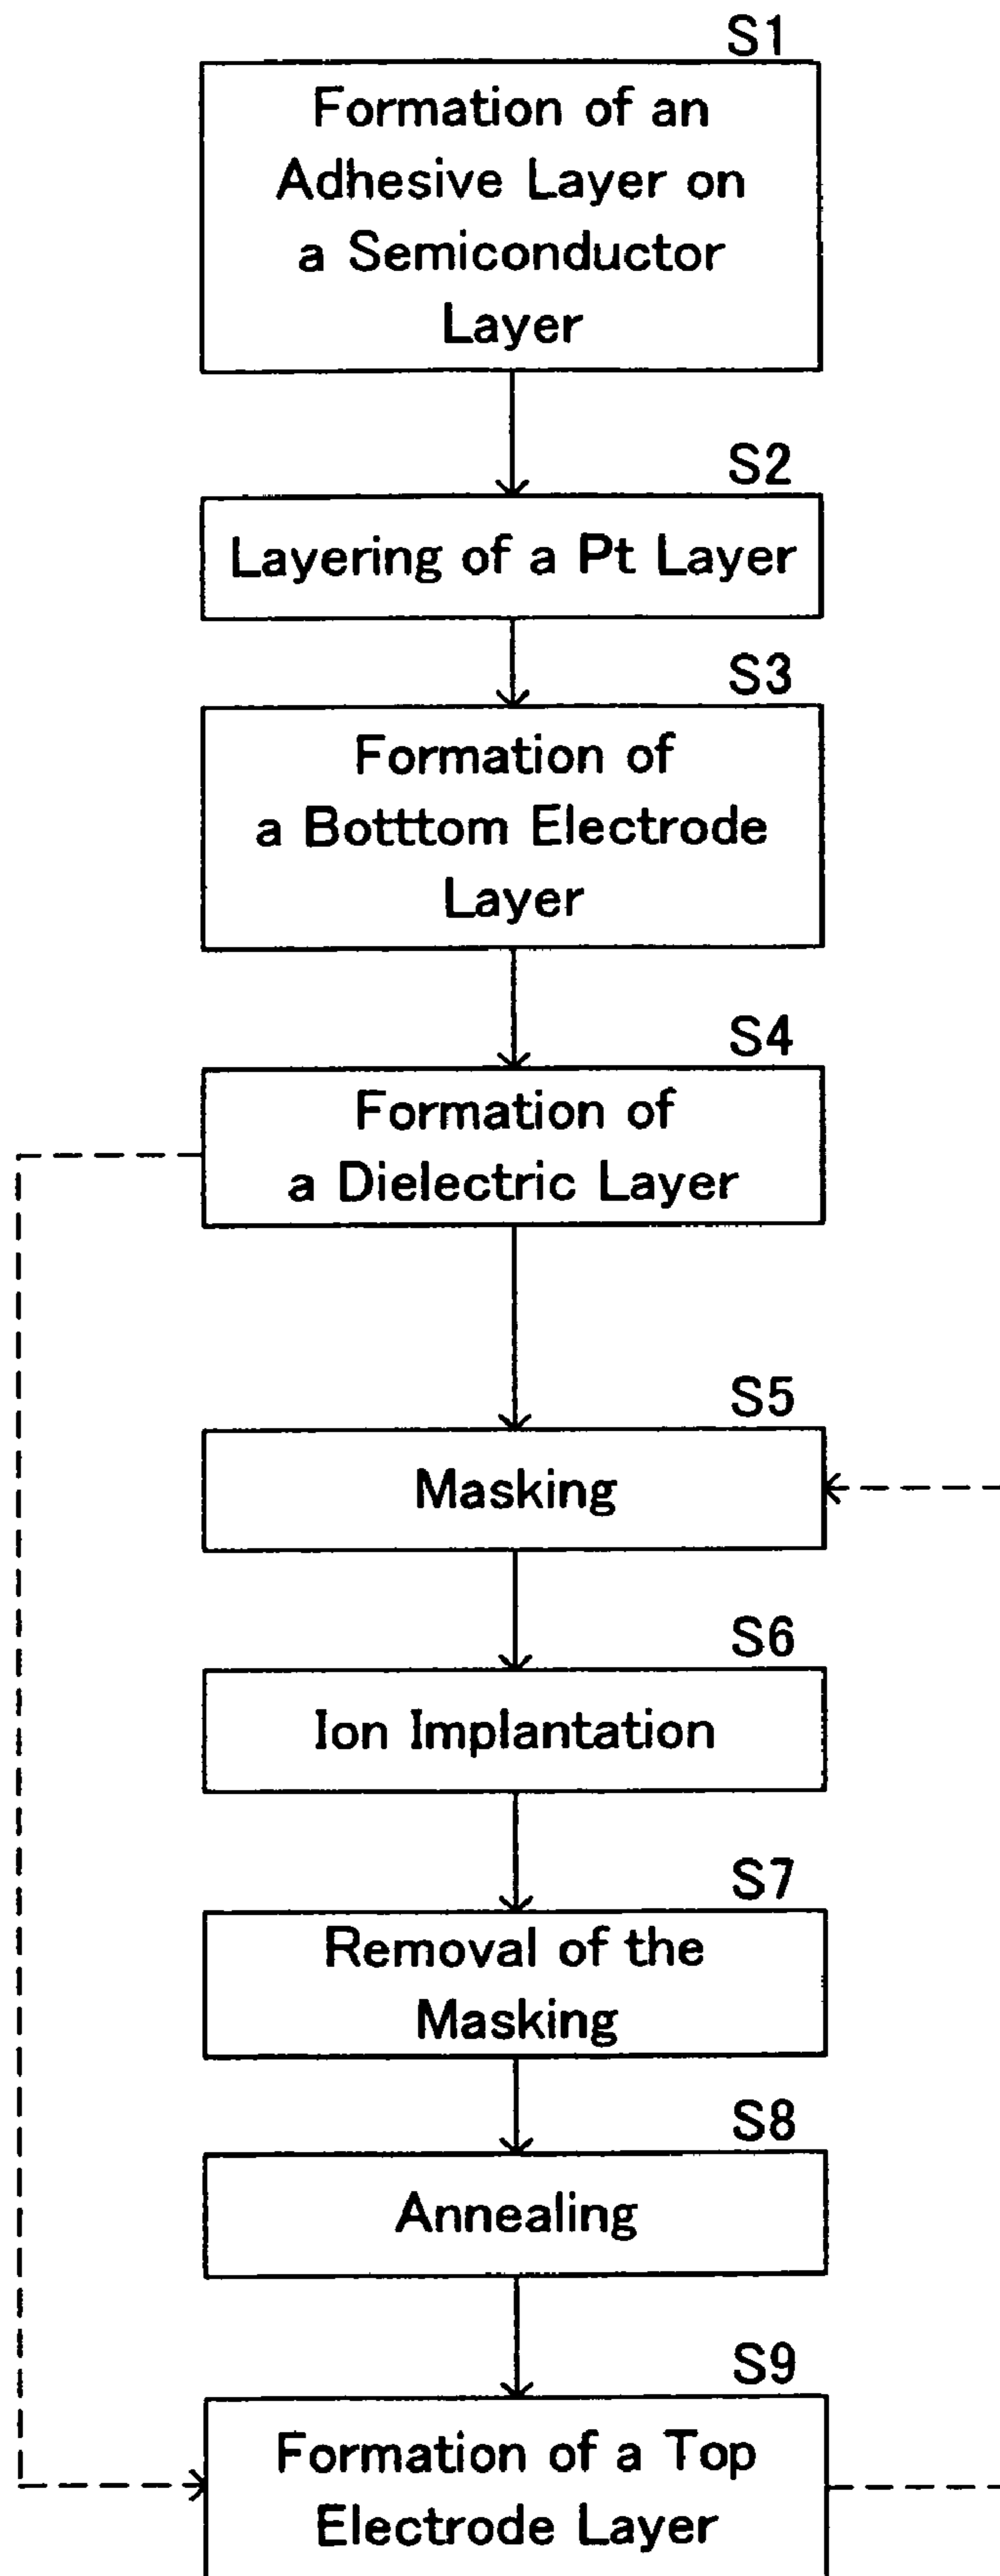 S1
Formation of an
Adhesive Layer on
a Semiconductor
Layer
S2
Layering of a Pt Layer
S3
Formation of
a Botttom Electrode
Layer
S4
Formation of
a Dielectric Layer
S5
Masking
S6
Ion Implantation
S7
Removal of the
Masking
S8
Annealing
S9
Formation of a Top
Electrode Layer